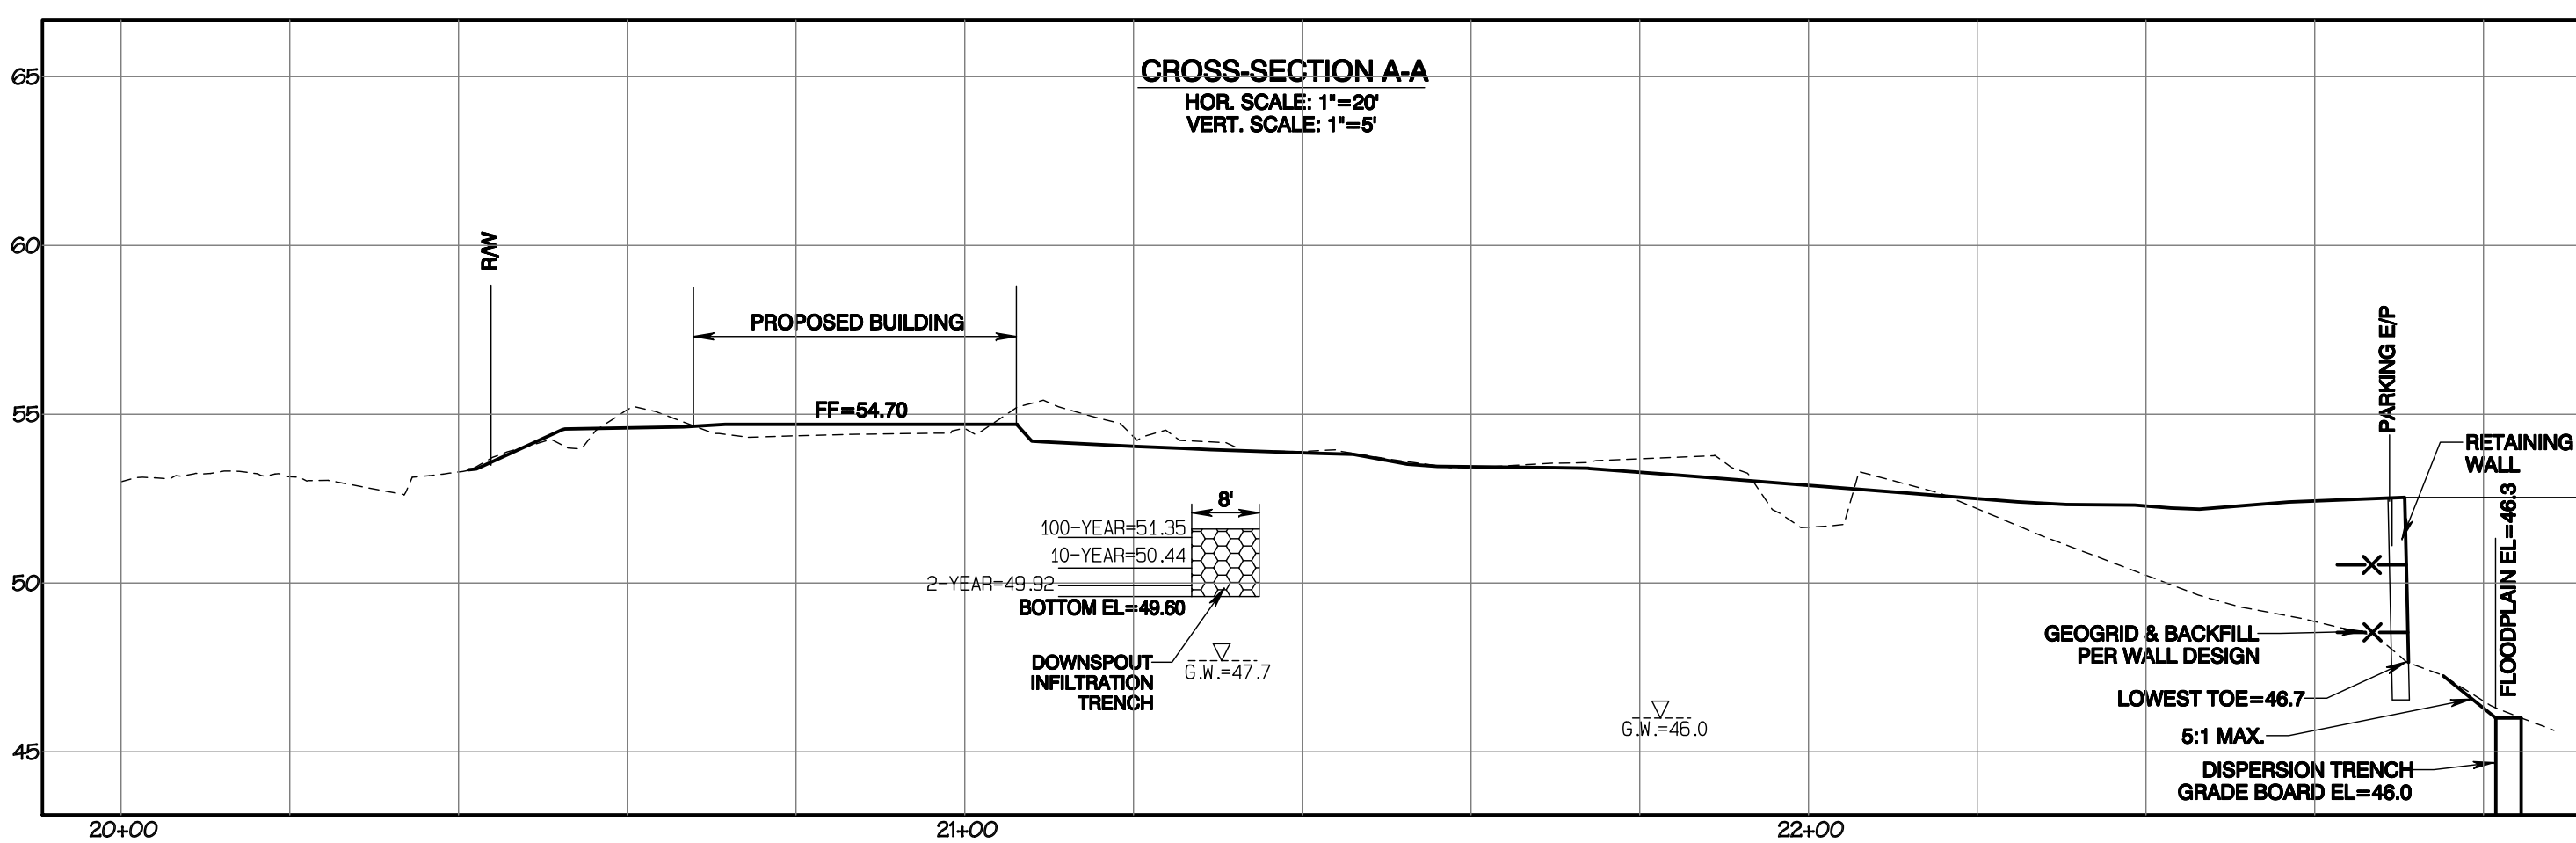 CROSS-SECTION A-A
HOR. SCALE: 1"=20'
VERT. SCALE: 1"=5'
65
60
55
50
45
R/W
PROPOSED BUILDING
FF=54.70
8'
100-YEAR=51.35
10-YEAR=50.44
2-YEAR=49.92
BOTTOM EL=49.60
DOWNSPOUT
INFILTRATION
TRENCH
G.W.=47.7
G.W.=46.0
PARKING E/P
RETAINING
WALL
FLOODPLAIN EL=46.3
GEOGRID & BACKFILL
PER WALL DESIGN
LOWEST TOE=46.7
5:1 MAX.
DISPERSION TRENCH
GRADE BOARD EL=46.0
20+00
21+00
22+00